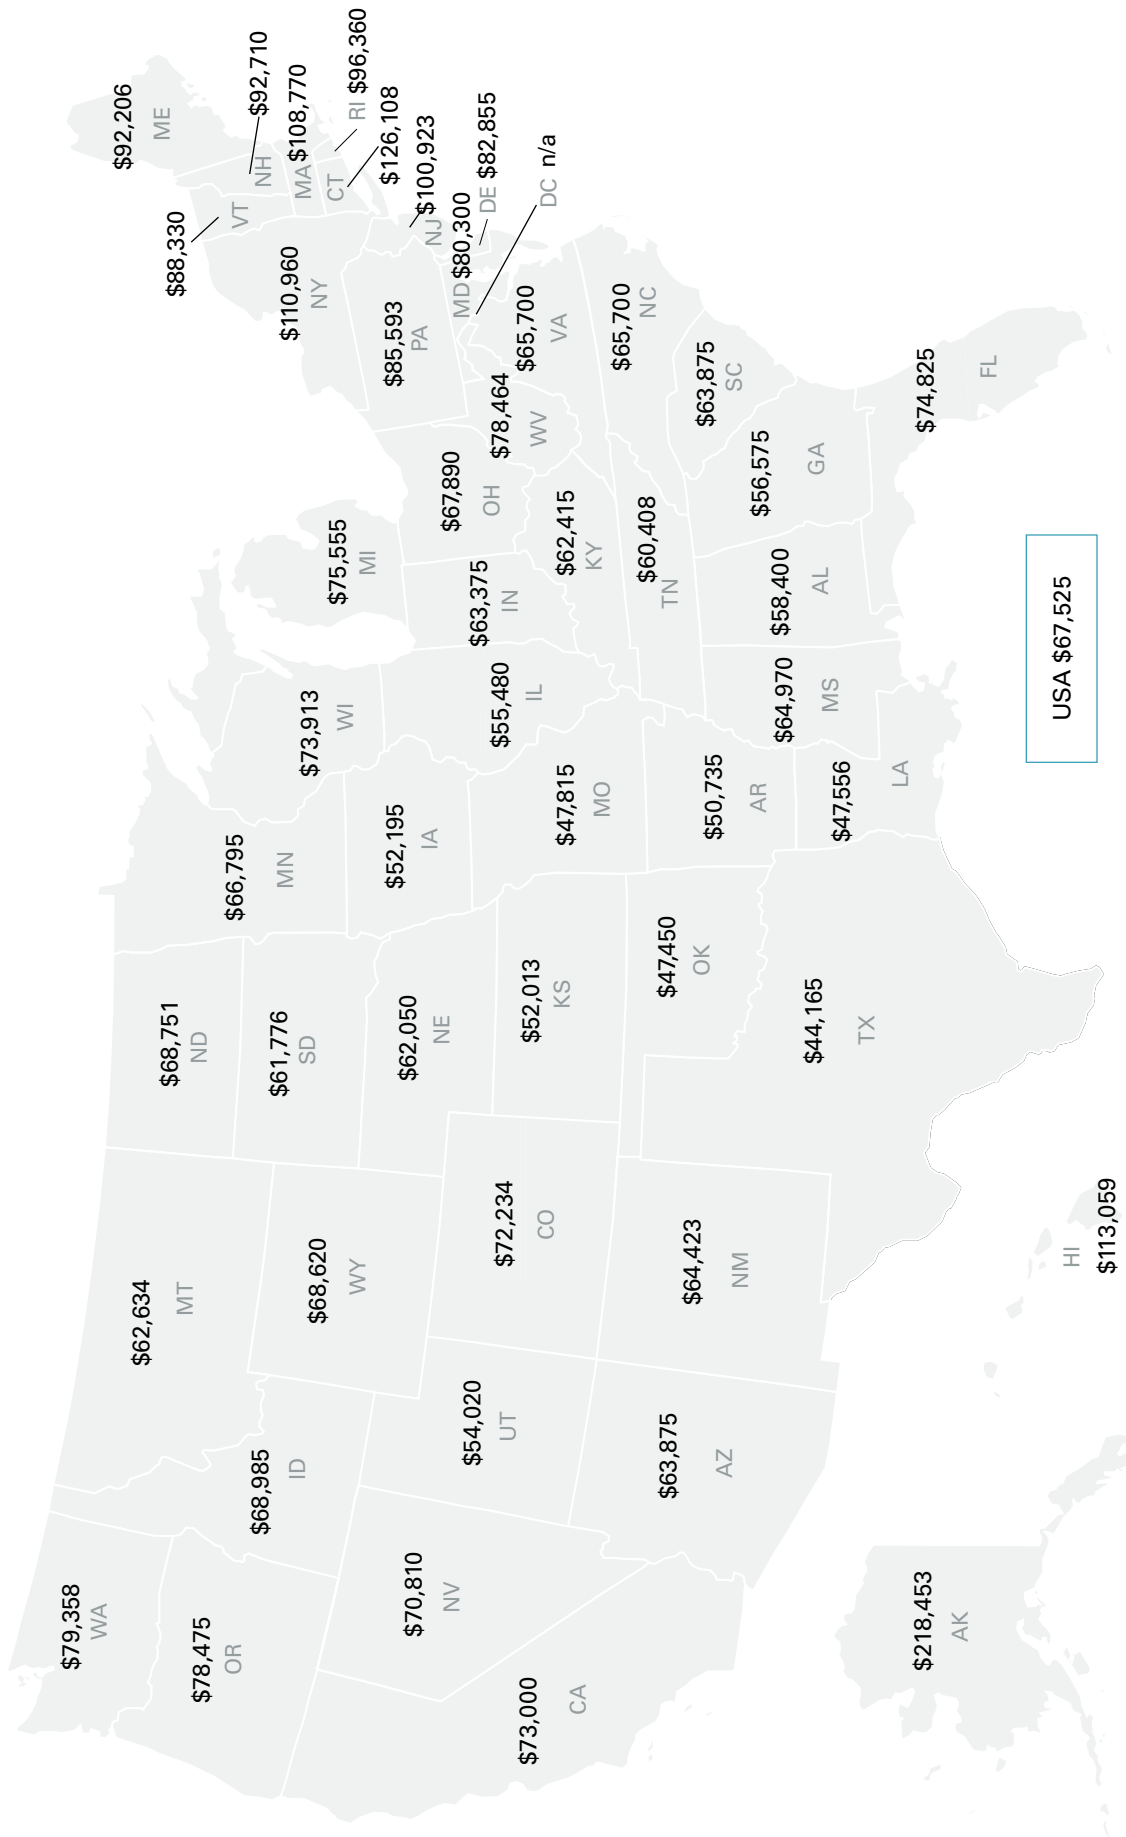 $79,358
WA
$78,475
OR
$73,000
CA
$70,810
NV
$68,985
ID
$62,634
MT
$68,620
WY
$54,020
UT
$63,875
AZ
$72,234
CO
$64,423
NM
$68,751
ND
$61,776
SD
$62,050
NE
$52,013
KS
$47,450
OK
$44,165
TX
$66,795
MN
$52,195
IA
$47,815
MO
$50,735
AR
$47,556
LA
$73,913
WI
$55,480
IL
$64,970
MS
$75,555
MI
$63,375
IN
$62,415
KY
$60,408
TN
$58,400
AL
$67,890
OH
$78,464
WV
$56,575
GA
$74,825
FL
$63,875
SC
$65,700
NC
$65,700
VA
$85,593
PA
$110,960
NY
$88,330
VT
$92,206
ME
NH
$92,710
MA $108,770
RI $96,360
CT
$126,108
NJ
$100,923
MD $80,300
DE $82,855
DC n/a
$218,453
AK
HI
$113,059
USA $67,525